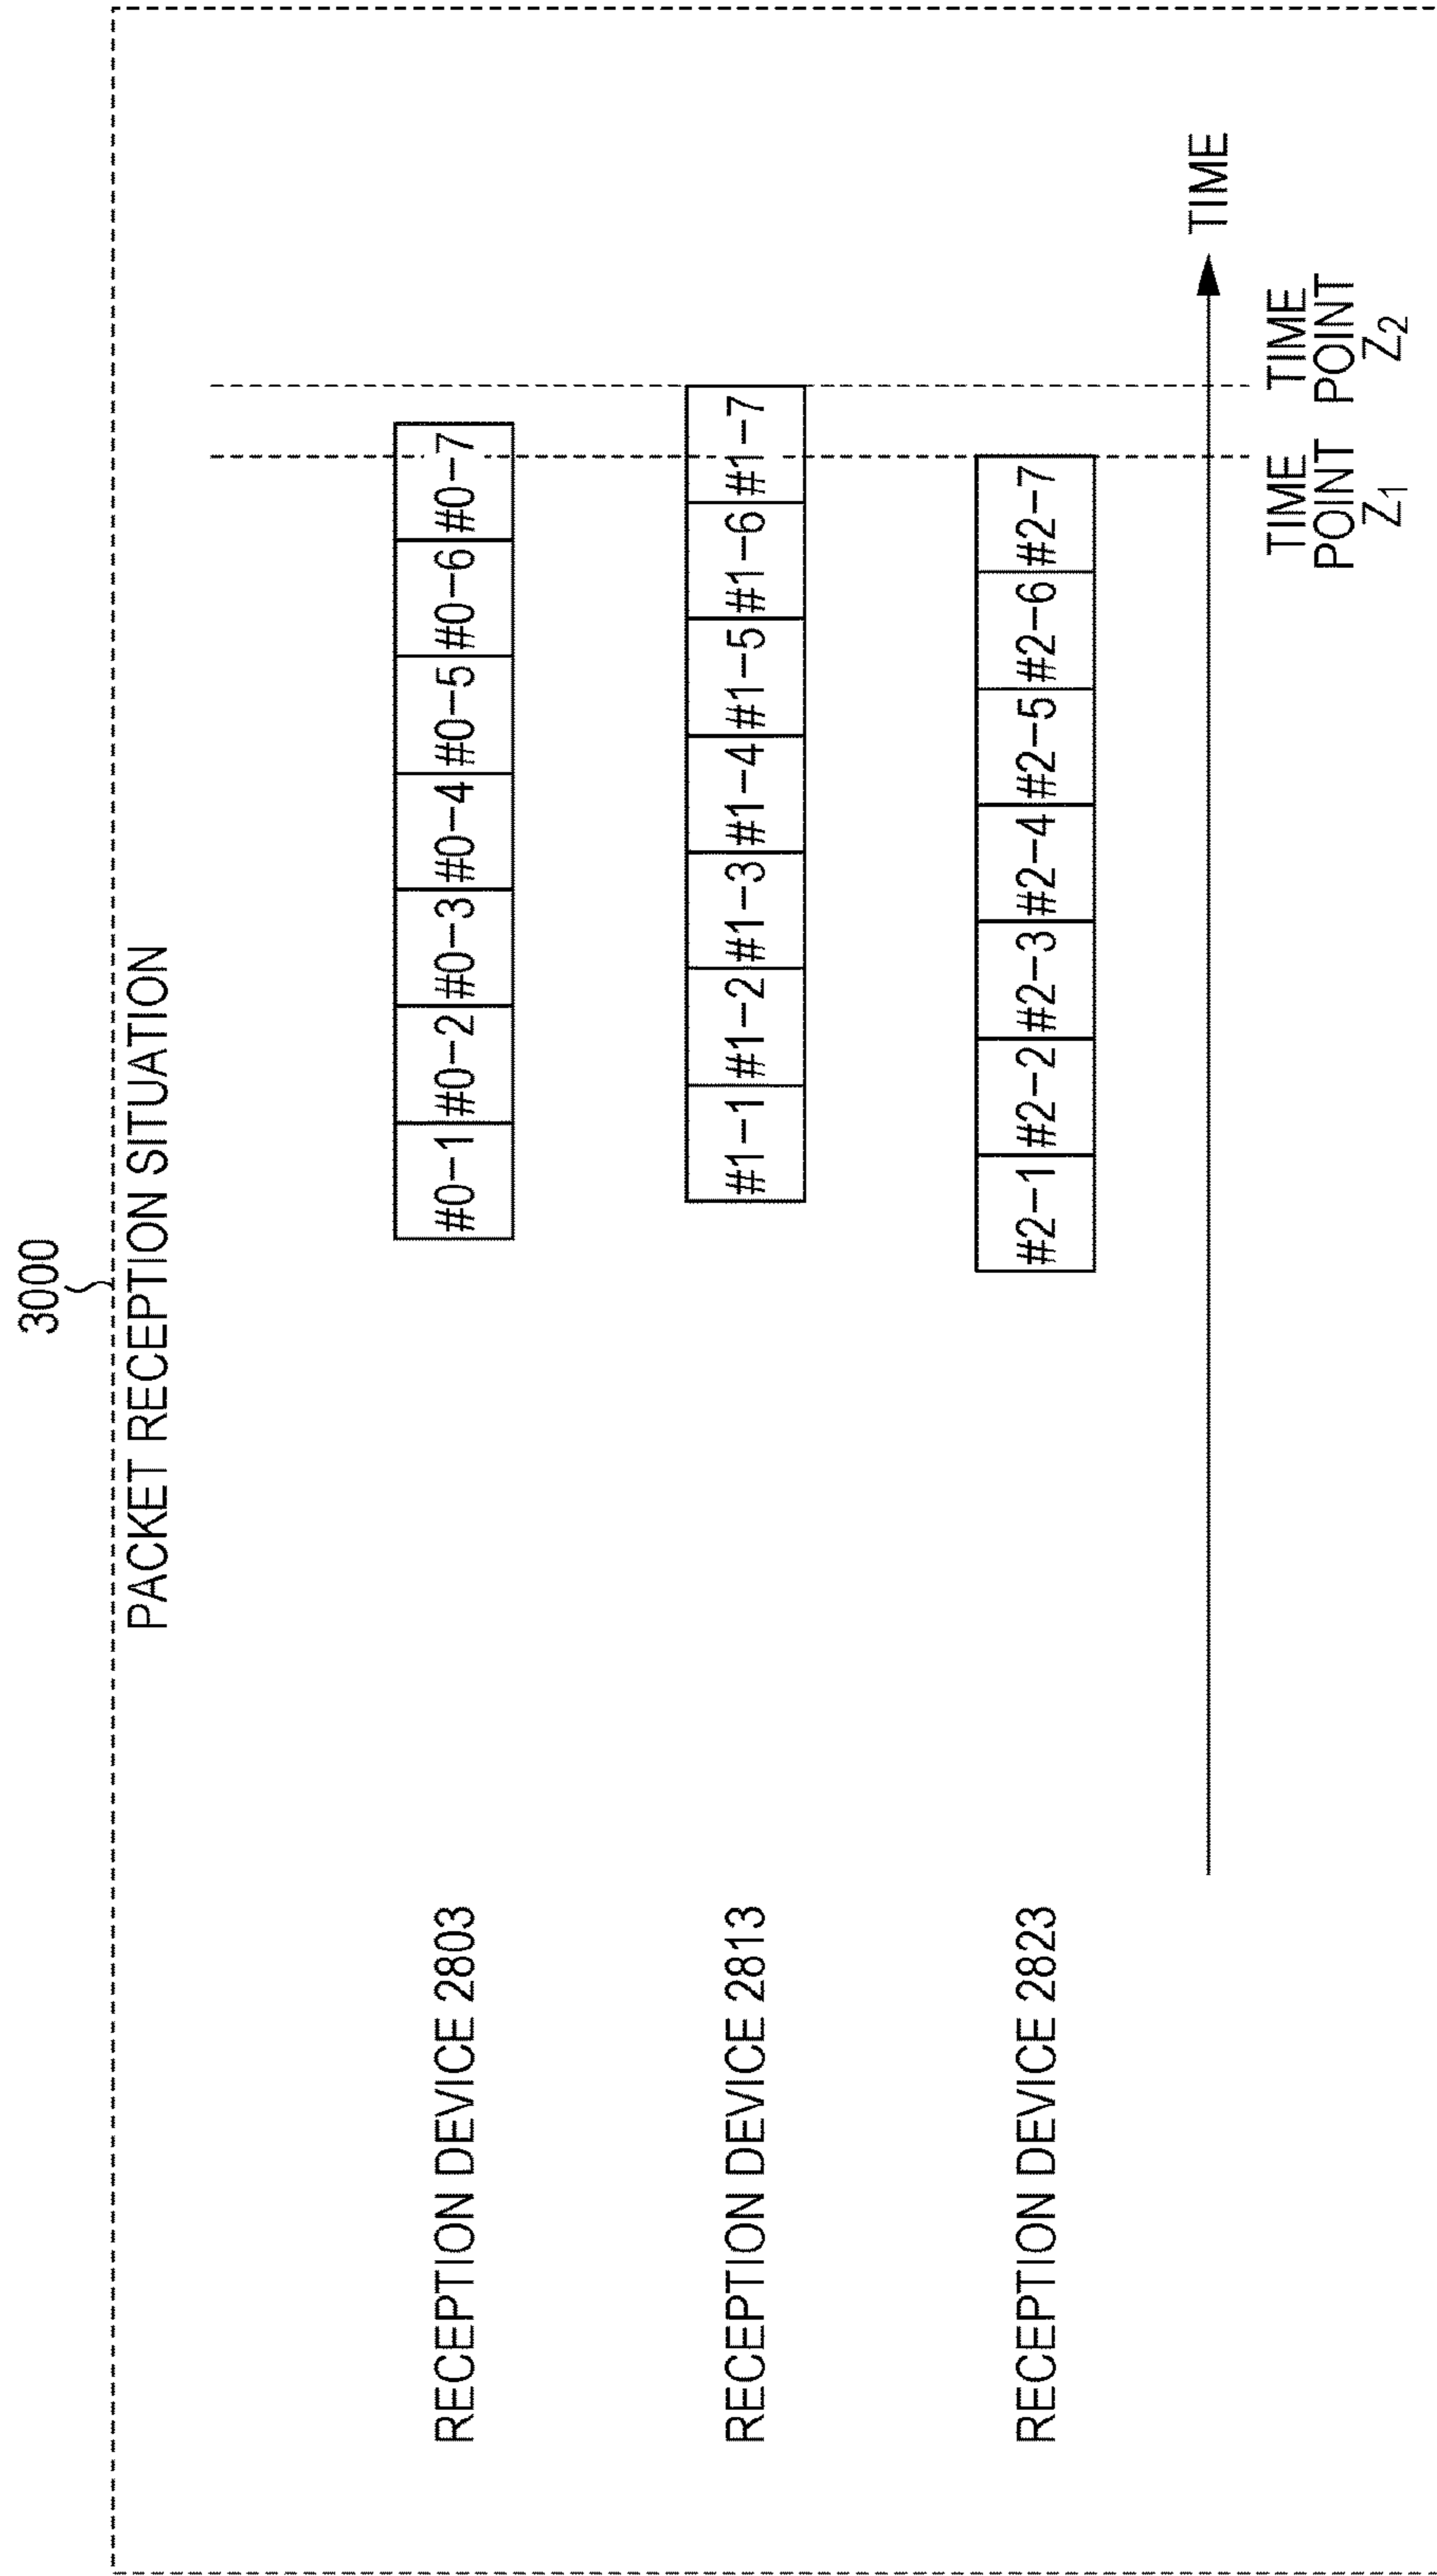 3000
PACKET RECEPTION SITUATION
RECEPTION DEVICE 2803
#0-1 #0-2 #0-3 #0-4 #0-5 #0-6 #0-7
RECEPTION DEVICE 2813
#1-1 #1-2 #1-3 #1-4 #1-5 #1-6 #1-7
RECEPTION DEVICE 2823
#2-1 #2-2 #2-3 #2-4 #2-5 #2-6 #2-7
TIME
TIME
POINT
Z1
TIME
POINT
Z2